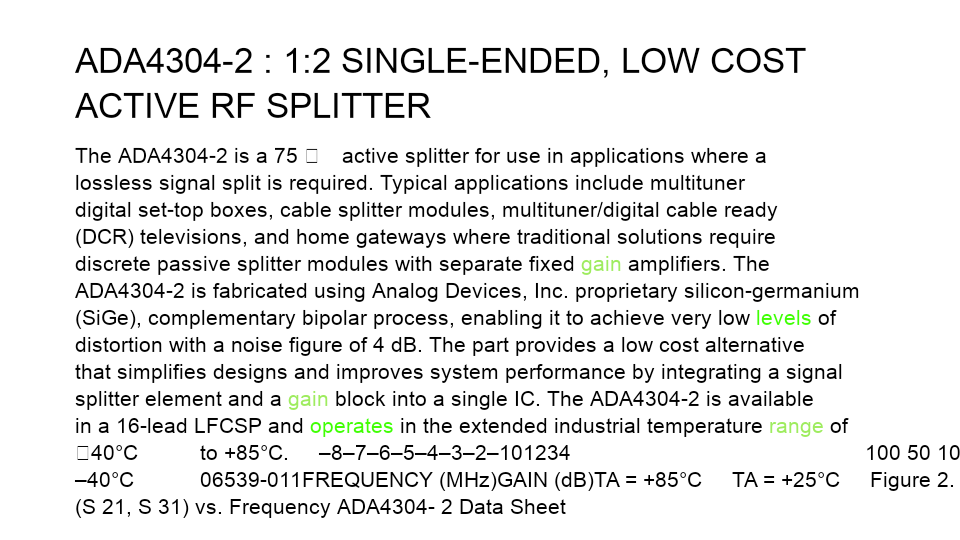 ADA4304-2 : 1:2 SINGLE-ENDED, LOW COST
ACTIVE RF SPLITTER
The ADA4304-2 is a 75 □ active splitter for use in applications where a
lossless signal split is required. Typical applications include multituner
digital set-top boxes, cable splitter modules, multituner/digital cable ready
(DCR) televisions, and home gateways where traditional solutions require
discrete passive splitter modules with separate fixed gain amplifiers. The
ADA4304-2 is fabricated using Analog Devices, Inc. proprietary silicon-germanium
(SiGe), complementary bipolar process, enabling it to achieve very low levels of
distortion with a noise figure of 4 dB. The part provides a low cost alternative
that simplifies designs and improves system performance by integrating a signal
splitter element and a gain block into a single IC. The ADA4304-2 is available
in a 16-lead LFCSP and operates in the extended industrial temperature range of
□40°C to +85°C. –8–7–6–5–4–3–2–101234 100 50 10
–40°C 06539-011FREQUENCY (MHz)GAIN (dB)TA = +85°C TA = +25°C Figure 2.
(S 21, S 31) vs. Frequency ADA4304- 2 Data Sheet